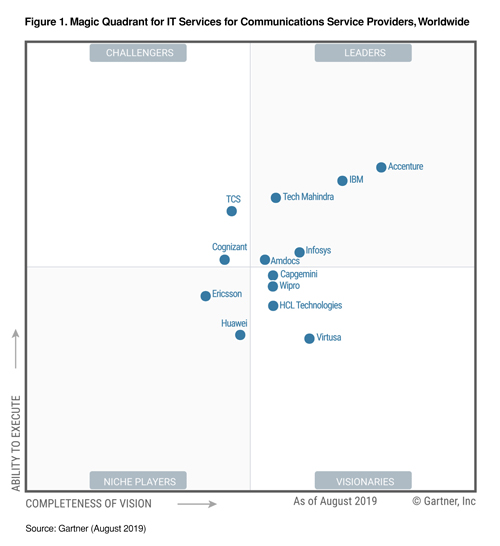 Figure 1. Magic Quadrant for IT Services for Communications Service Providers, Worldwide
CHALLENGERS
LEADERS
Accenture
IBM
Tech Mahindra
TCS
Cognizant
Infosys
Amdocs
Capgemini
Wipro
Ericsson
HCL Technologies
Huawei
Virtusa
ABILITY TO EXECUTE
NICHE PLAYERS
VISIONARIES
COMPLETENESS OF VISION
As of August 2019
© Gartner, Inc
Source: Gartner (August 2019)